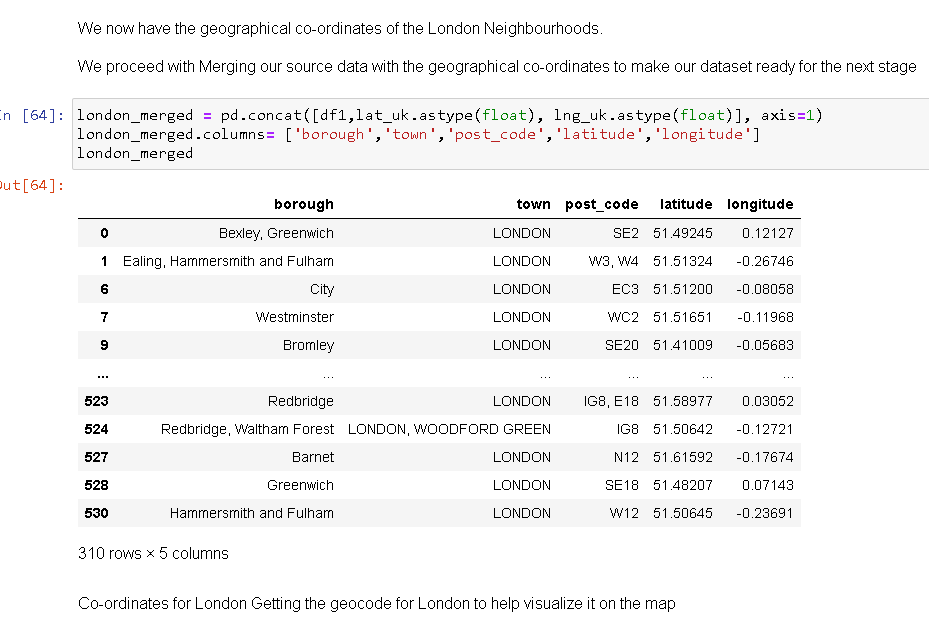 We now have the geographical co-ordinates of the London Neighbourhoods.
We proceed with Merging our source data with the geographical co-ordinates to make our dataset ready for the next stage
In [64]: london_merged = pd.concat([df1,lat_uk.astype(float), lng_uk.astype(float)], axis=1)
london_merged.columns= ['borough','town','post_code','latitude','longitude']
london_merged
Out[64]:
borough town post_code latitude longitude
0 Bexley, Greenwich LONDON SE2 51.49245 0.12127
1 Ealing, Hammersmith and Fulham LONDON W3, W4 51.51324 -0.26746
6 City LONDON EC3 51.51200 -0.08058
7 Westminster LONDON WC2 51.51651 -0.11968
9 Bromley LONDON SE20 51.41009 -0.05683
... ... ... ... ... ...
523 Redbridge LONDON IG8, E18 51.58977 0.03052
524 Redbridge, Waltham Forest LONDON, WOODFORD GREEN IG8 51.50642 -0.12721
527 Barnet LONDON N12 51.61592 -0.17674
528 Greenwich LONDON SE18 51.48207 0.07143
530 Hammersmith and Fulham LONDON W12 51.50645 -0.23691
310 rows × 5 columns
Co-ordinates for London Getting the geocode for London to help visualize it on the map